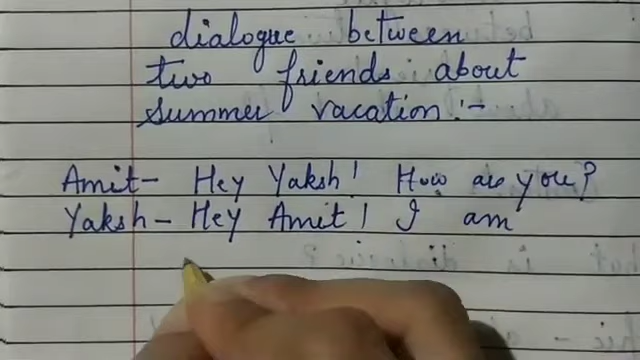 dialogue between
two friends about
summer vacation :-
Amit- Hey Yaksh! How are you?
Yaksh- Hey Amit! I am